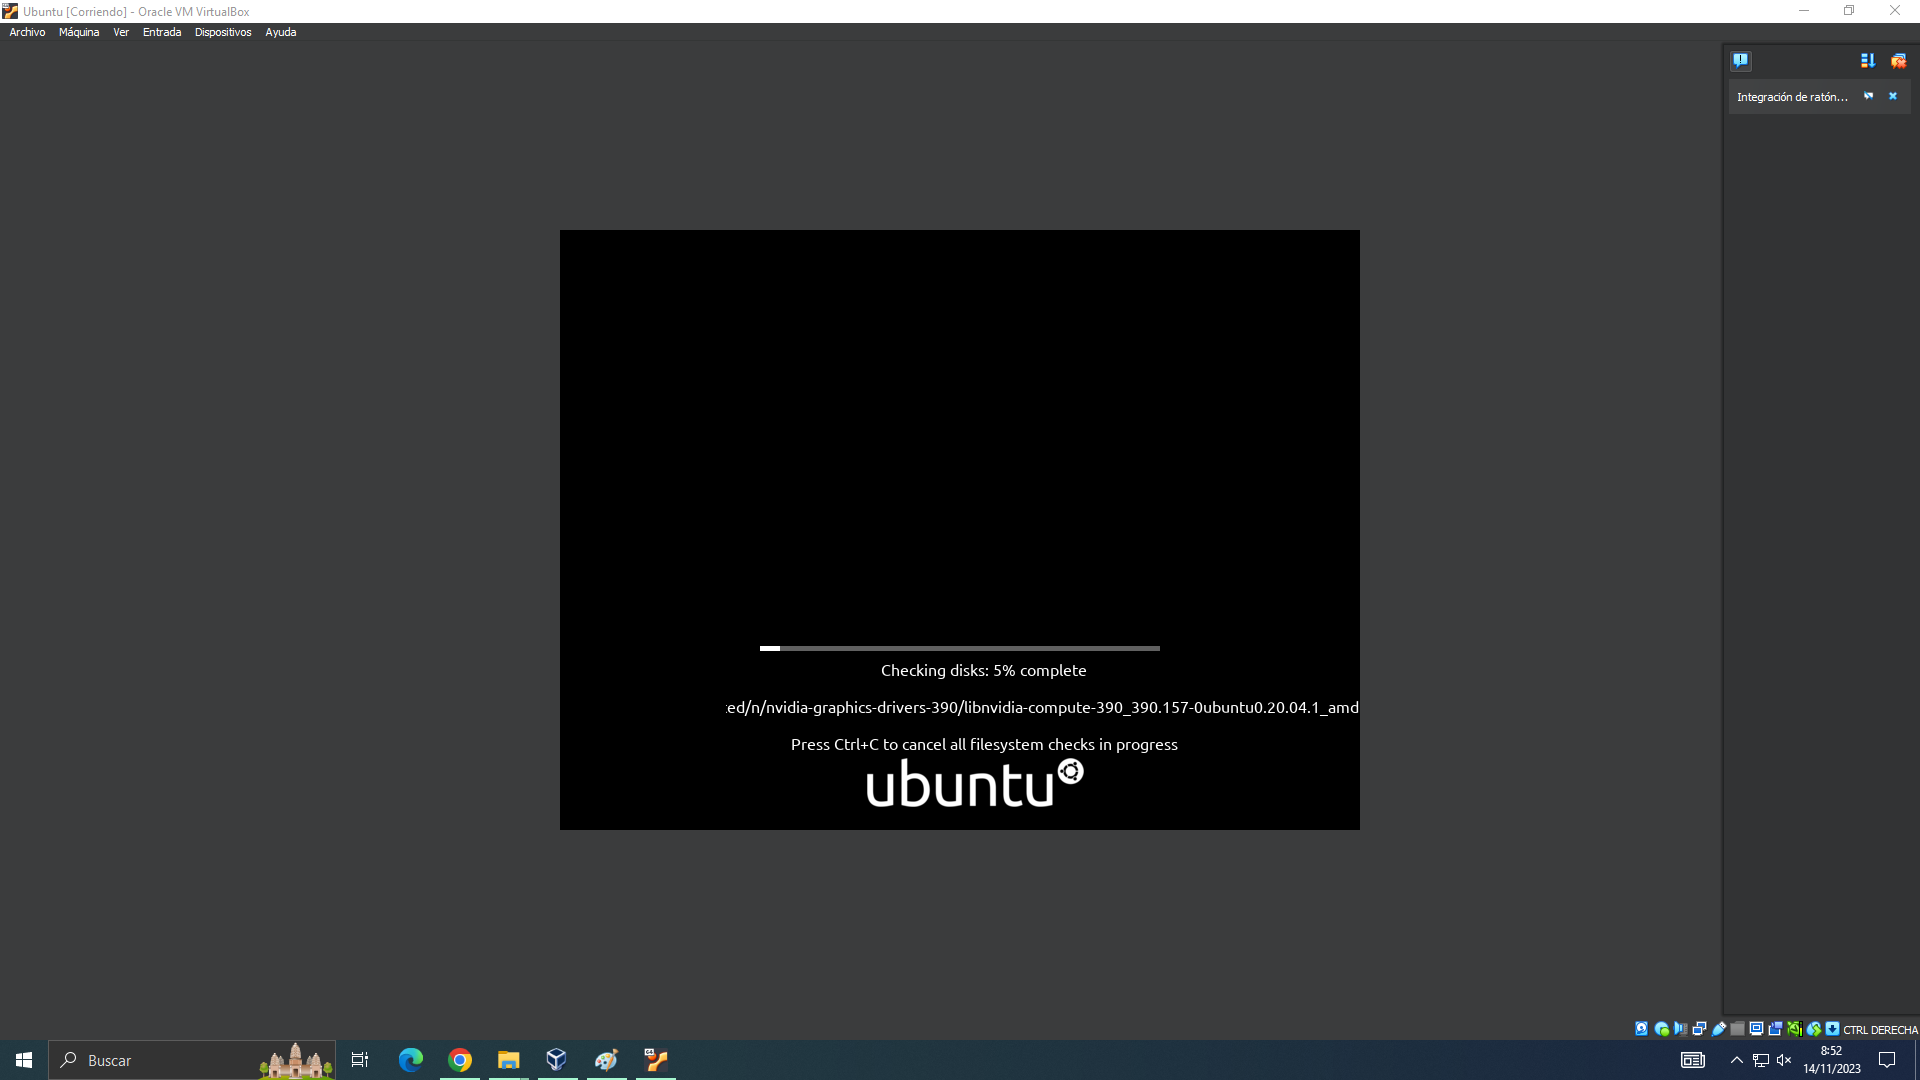 Ubuntu [Corriendo] - Oracle VM VirtualBox
Archivo Máquina Ver Entrada Dispositivos Ayuda
Integración de ratón...
Checking disks: 5% complete
ed/n/nvidia-graphics-drivers-390/libnvidia-compute-390_390.157-0ubuntu0.20.04.1_amd
Press Ctrl+C to cancel all filesystem checks in progress
ubuntu
CTRL DERECHA
Buscar
8:52
14/11/2023